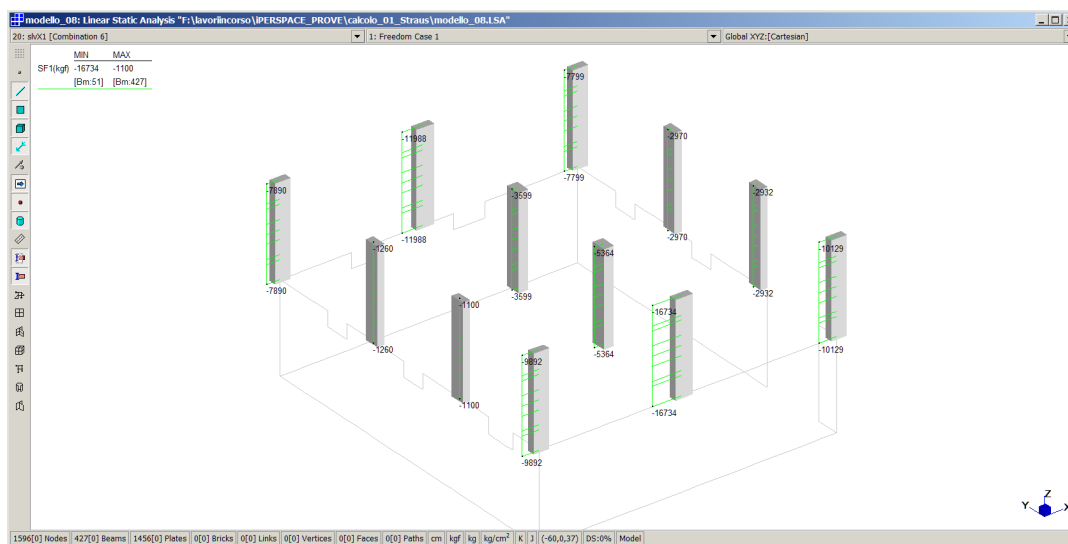 modello_08: Linear Static Analysis "F:\lavoriincorso\iPERSPACE_PROVE\calcolo_01_Straus\modello_08.LSA"
20: slvX1 [Combination 6] 1: Freedom Case 1 Global XYZ:[Cartesian]
MIN MAX
SF1(kgf) -16734 -1100
[Bm:51] [Bm:427]
-7799
-2970
-11988
-7799
-7890
-3599
-2932
-11988
-2970
-1260
-5364
-10129
-7890
-3599
-2932
-1100
-16734
-1260
-5364
-10129
-9892
-1100
-16734
-9892
Z
Y
X
1596[0] Nodes 427[0] Beams 1456[0] Plates 0[0] Bricks 0[0] Links 0[0] Vertices 0[0] Faces 0[0] Paths cm kgf kg kg/cm² K J (-60,0,37) DS:0% Model